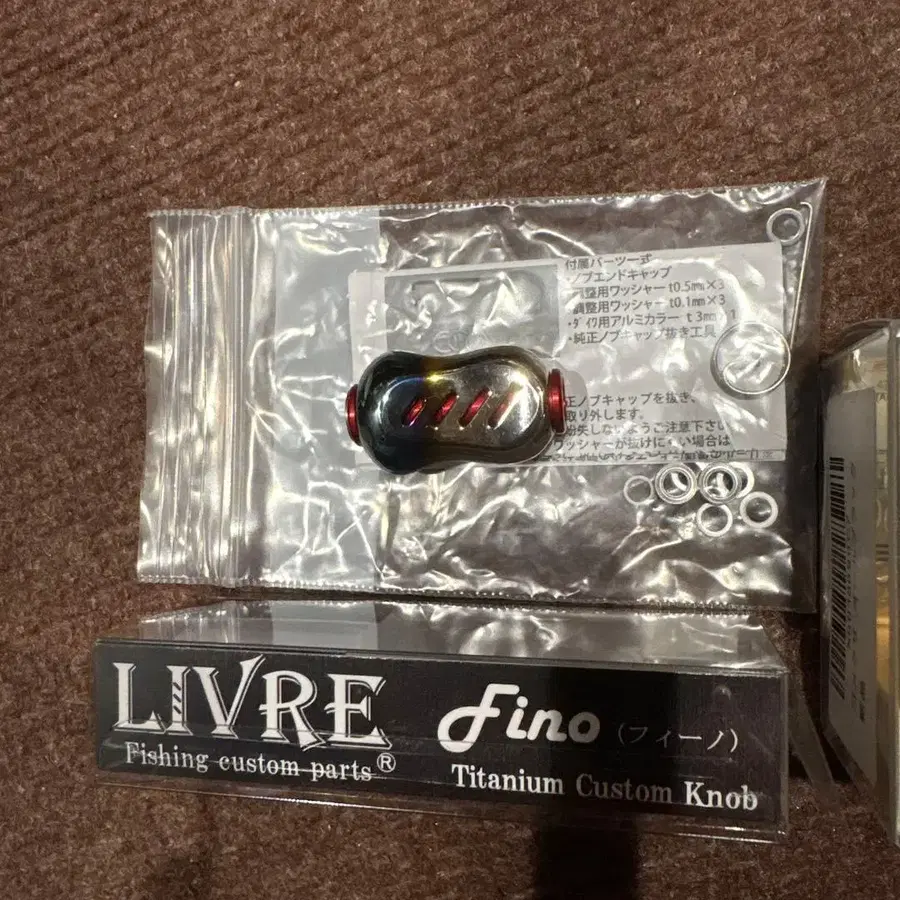 付属パーツ一式
ノブエンドキャップ
調整用ワッシャー t0.5㎜×3
調整用ワッシャー t0.1㎜×3
・ダイワ用アルミカラー t 3㎜ 1
・純正ノブキャップ抜き工具
正ノブキャップを抜き、
取り外します。
紛失しないようご注意下さい
ワッシャーが抜けにくい場合は
LIVRE
Fishing custom parts®
Fino (フィーノ)
Titanium Custom Knob